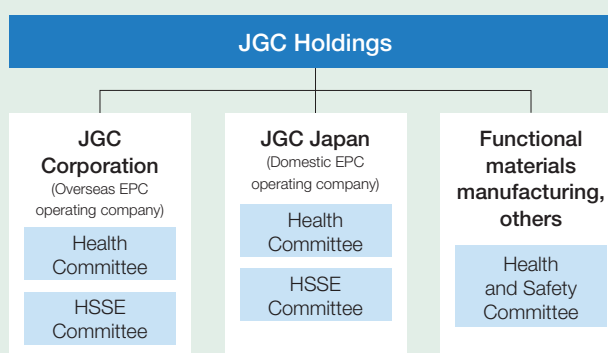 JGC Holdings
JGC
Corporation
(Overseas EPC
operating company)
Health
Committee
HSSE
Committee
JGC Japan
(Domestic EPC
operating company)
Health
Committee
HSSE
Committee
Functional
materials
manufacturing,
others
Health
and Safety
Committee